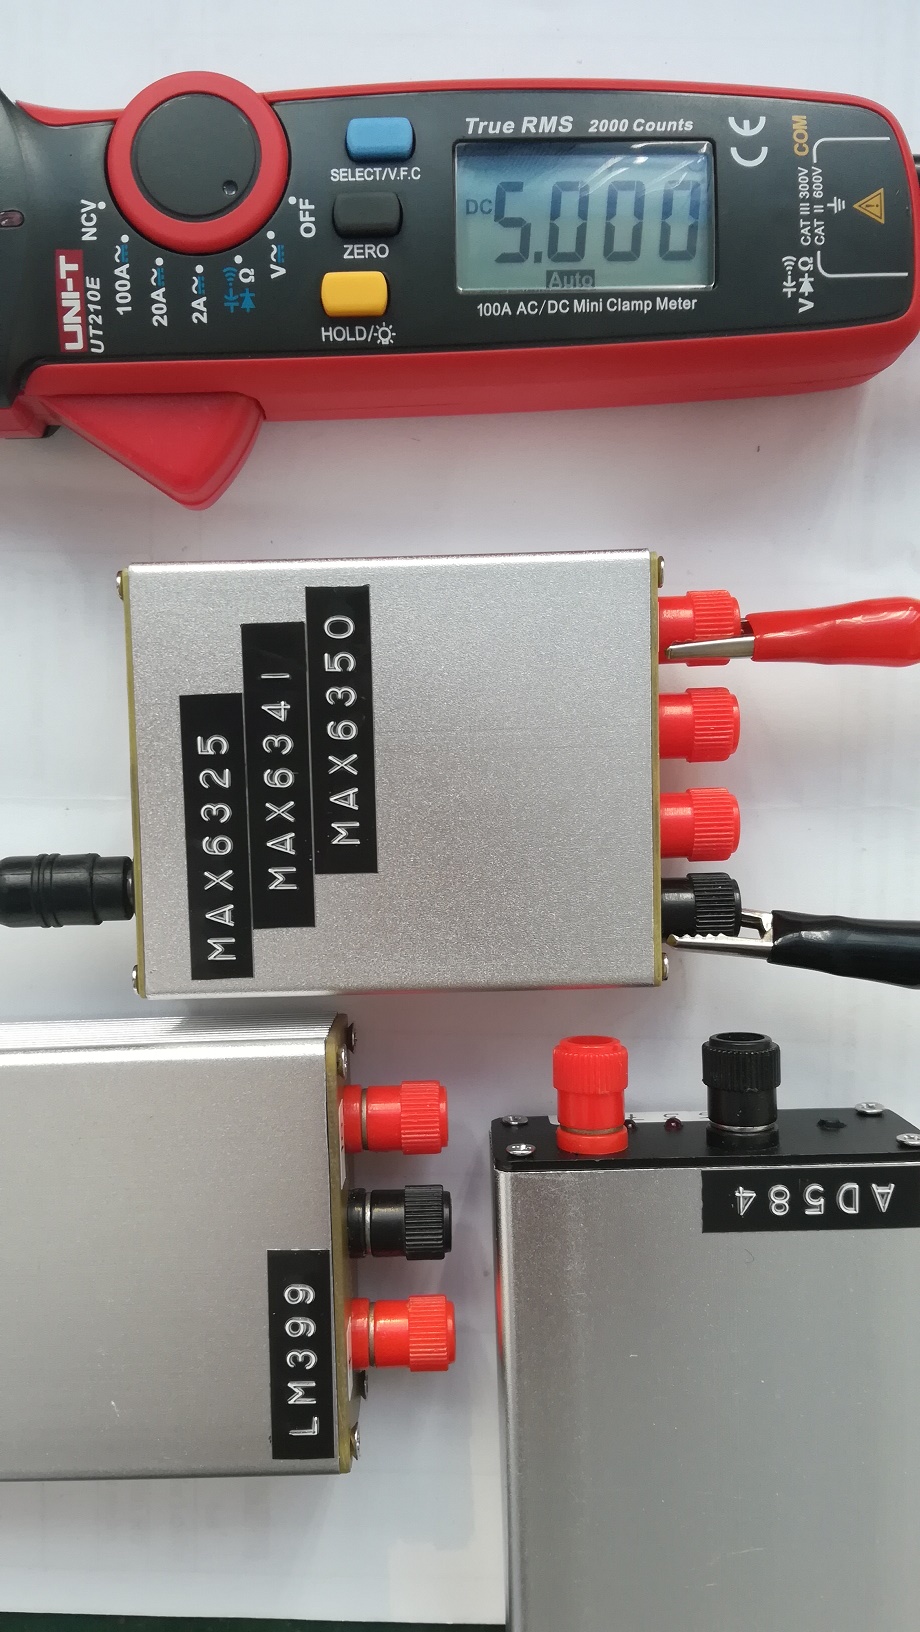 True RMS 2000 Counts
DC 5.000
Auto
100A AC/DC Mini Clamp Meter
SELECT/V.F.C
ZERO
HOLD/
NCV
100A
20A
2A
Ω
V
OFF
UNI-T
UT210E
CE
COM
CAT III 300V
CAT II 600V
V Ω
MAX6325
MAX6341
MAX6350
LM399
AD584